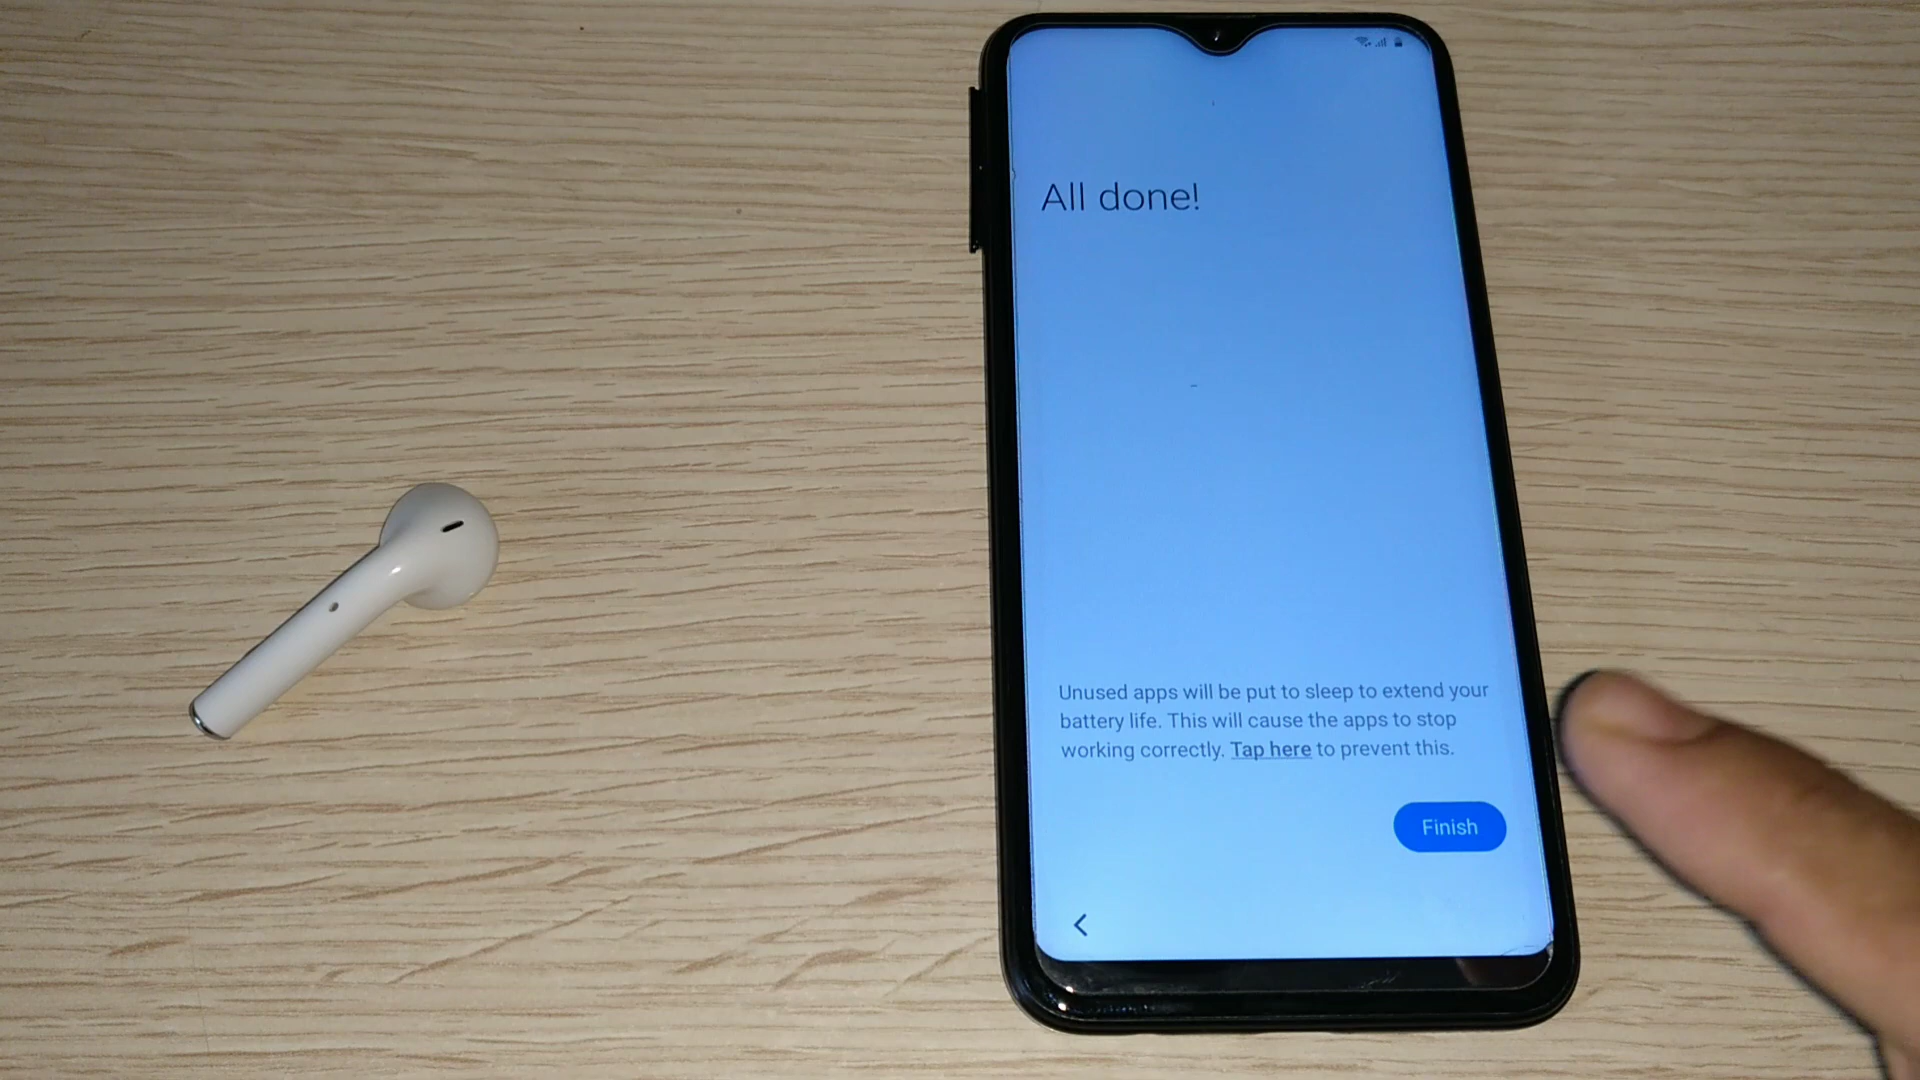 All done!
Unused apps will be put to sleep to extend your
battery life. This will cause the apps to stop
working correctly. Tap here to prevent this.
Finish